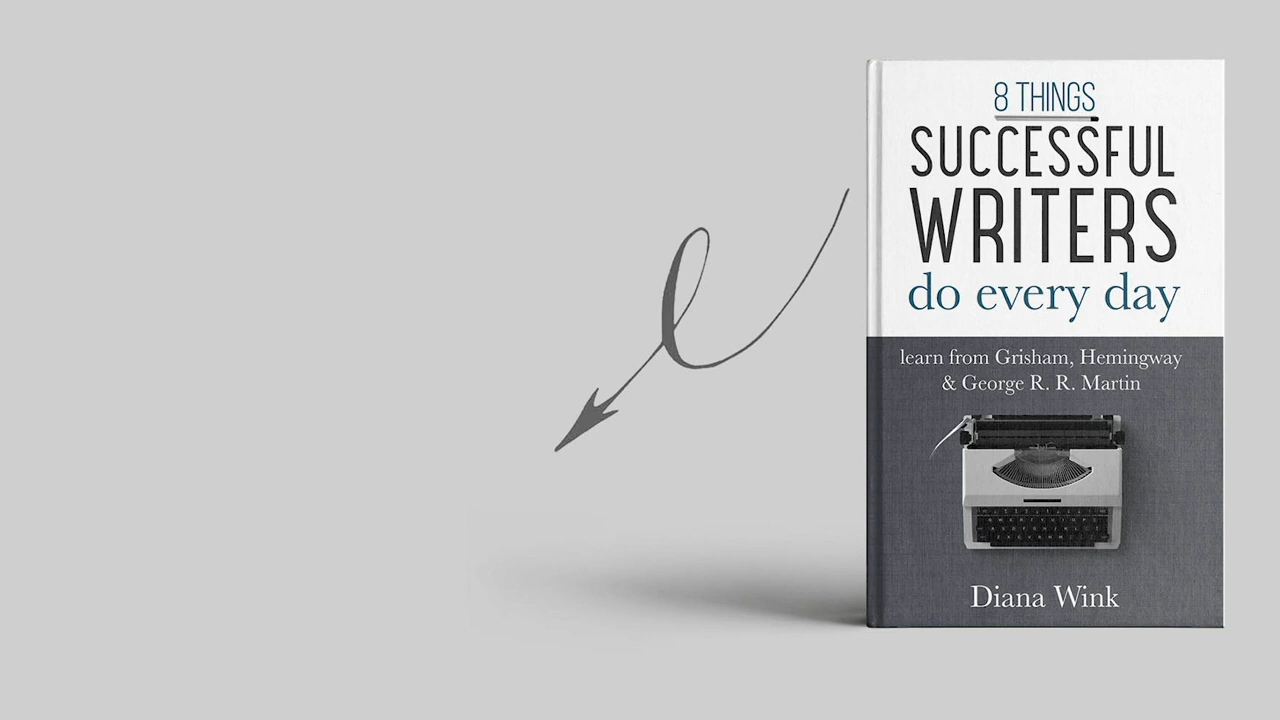 8 THINGS
SUCCESSFUL
WRITERS
do every day
learn from Grisham, Hemingway
& George R. R. Martin
Diana Wink